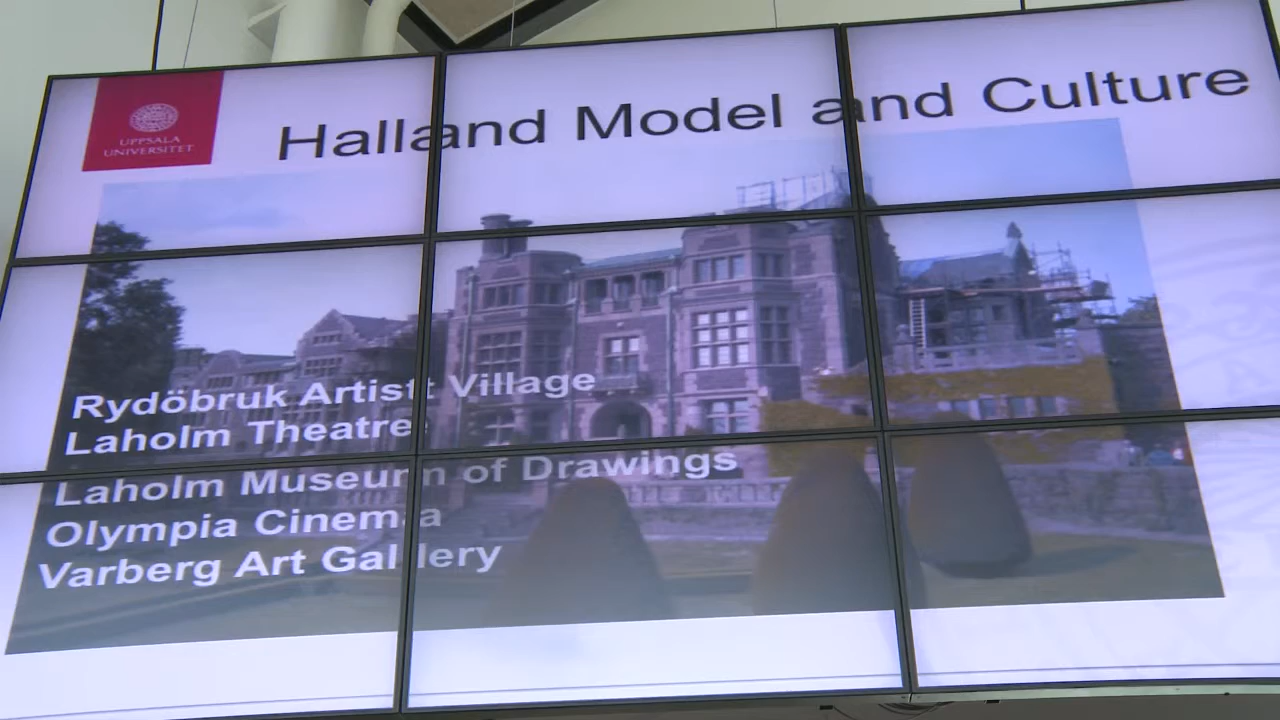 UPPSALA
UNIVERSITET
Halland Model and Culture
Rydöbruk Artist Village
Laholm Theatre
Laholm Museum of Drawings
Olympia Cinema
Varberg Art Gallery